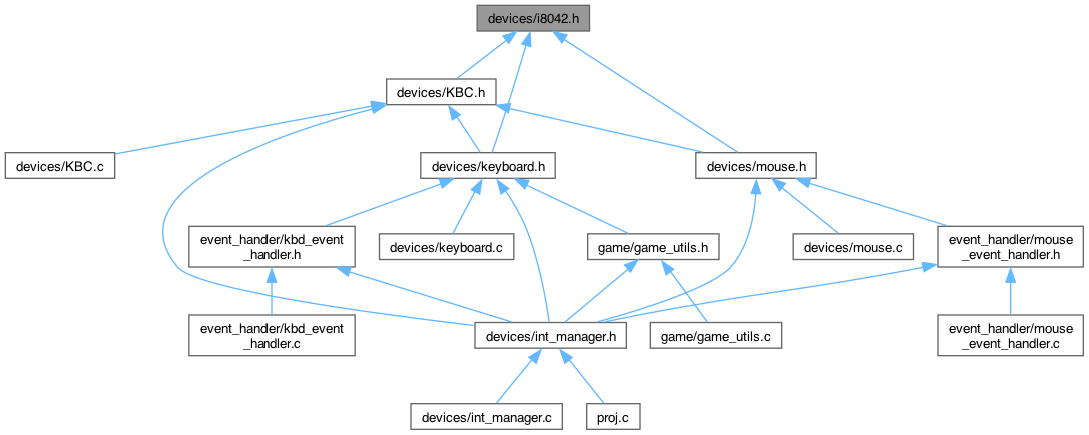 devices/i8042.h
devices/KBC.h
devices/KBC.c
devices/keyboard.h
devices/mouse.h
event_handler/kbd_event
_handler.h
devices/keyboard.c
game/game_utils.h
devices/mouse.c
event_handler/mouse
_event_handler.h
event_handler/kbd_event
_handler.c
devices/int_manager.h
game/game_utils.c
event_handler/mouse
_event_handler.c
devices/int_manager.c
proj.c